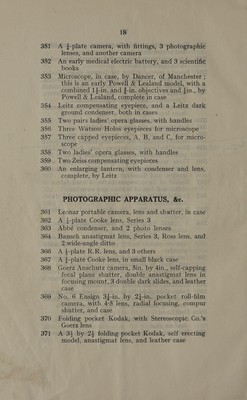 18
351 A ¼-plate camera, with fittings, 3 photographic
lenses, and another camera
352 An early medical electric battery, and 3 scientific
books
353 Microscope, in case, by Dancer, of Manchester ;
this is an early Powell & Lealand model, with a
combined 1½-in. and ⅔-in. objectives and ¼in., by
Powell & Lealand, complete in case
354 Leitz compensating eyepiece, and a Leitz dark
ground condenser, both in cases
355 Two pairs ladies' opera glasses, with handles
356 Three Watson Holos eyepieces for microscope
357 Three capped eyepieces, A, B, and C, for micro-
scope
358 Two ladies' opera glasses, with handles
359 Two Zeiss compensating eyepieces
360 An enlarging lantern, with condenser and lens,
complete, by Leitz
PHOTOGRAPHIC APPARATUS, &c.
361 Leonar portable camera, lens and shutter, in case
362 A ½-plate Cooke lens, Series 3
363 Abbé condenser, and 2 photo lenses
364 Bausch anastigmat lens, Series 3, Ross lens, and
2 wide-angle ditto
366 A ½-plate R.R. lens, and 3 others
367 A ½-plate Cooke lens, in small black case
368 Goerz Anschutz camera, 8in. by 4in., self-capping
focal plane shutter, double anastigmat lens in
focusing mount, 3 double dark slides, and leather
case
369 No. 6 Ensign 3¼-in. by 2¼-in. pocket roll-film
camera, with 4·8 lens, radial focusing, compur
shutter, and case
370 Folding pocket Kodak, with Stereoscopic Co.'s
Goerz lens
371 A 3¼ by 2¼ folding pocket Kodak, self erecting
model, anastigmat lens, and leather case